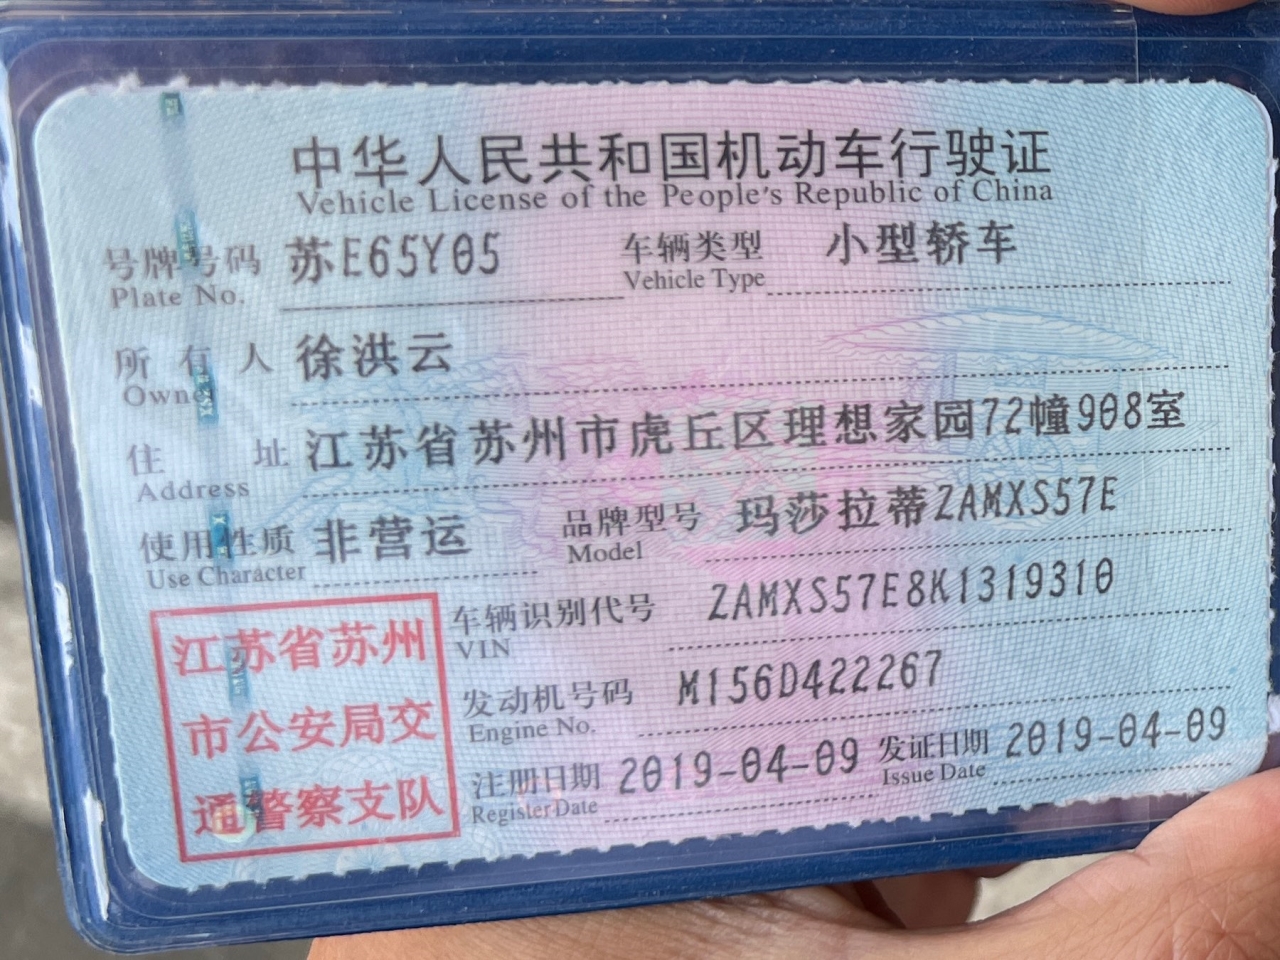 中华人民共和国机动车行驶证
Vehicle License of the People's Republic of China
号牌号码 苏E65Y05 车辆类型 小型轿车
Plate No. Vehicle Type
所有人 徐洪云
Owner
住址 江苏省苏州市虎丘区理想家园72幢908室
Address
使用性质 非营运 品牌型号 玛莎拉蒂ZAMXS57E
Use Character Model
车辆识别代号 ZAMXS57E8K1319310
VIN
发动机号码 M156D422267
Engine No.
注册日期 2019-04-09 发证日期 2019-04-09
Register Date Issue Date
江苏省苏州
市公安局交
通警察支队